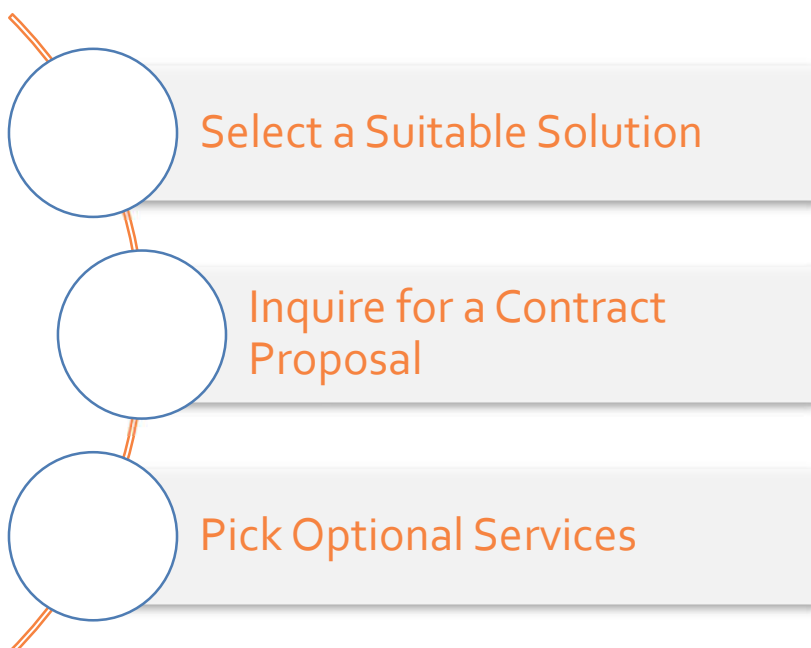 Select a Suitable Solution
Inquire for a Contract
Proposal
Pick Optional Services